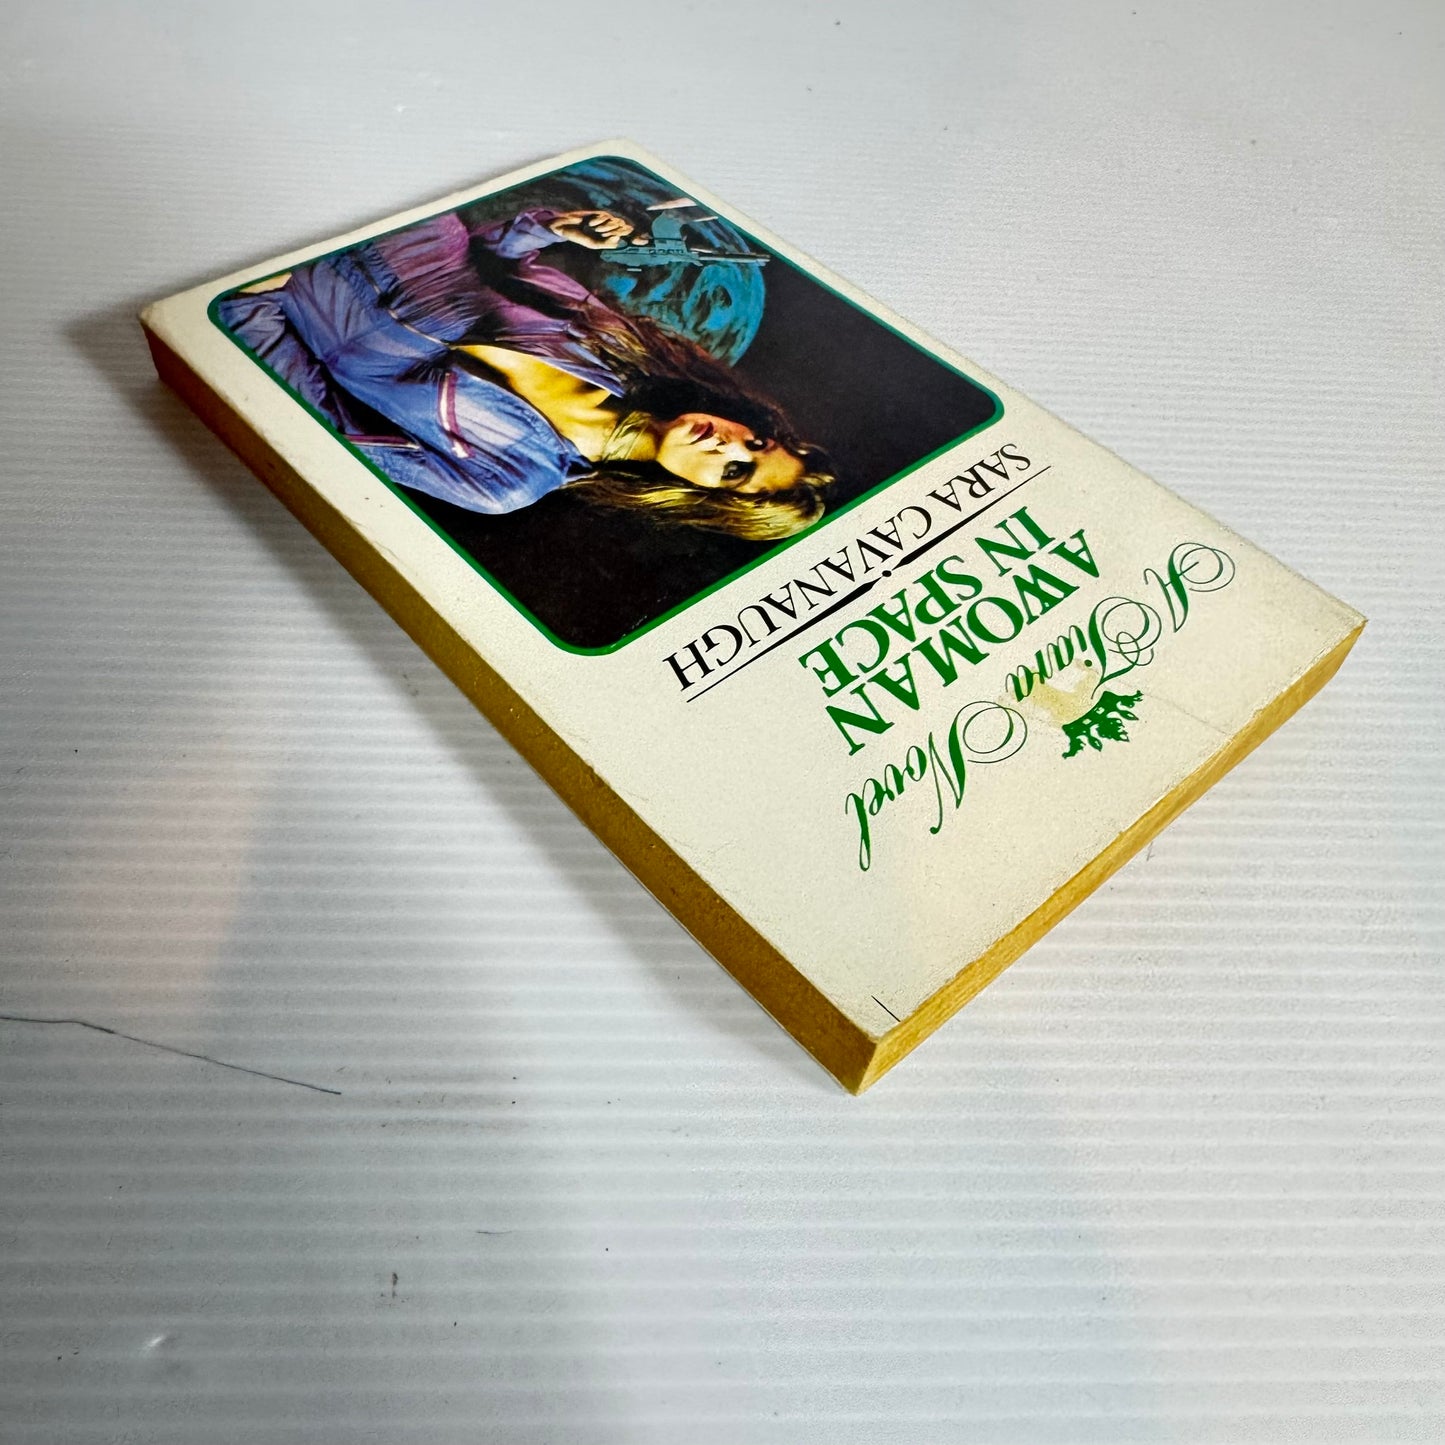 A Tiara Novel
A WOMAN
IN SPACE
SARA CAVANAUGH